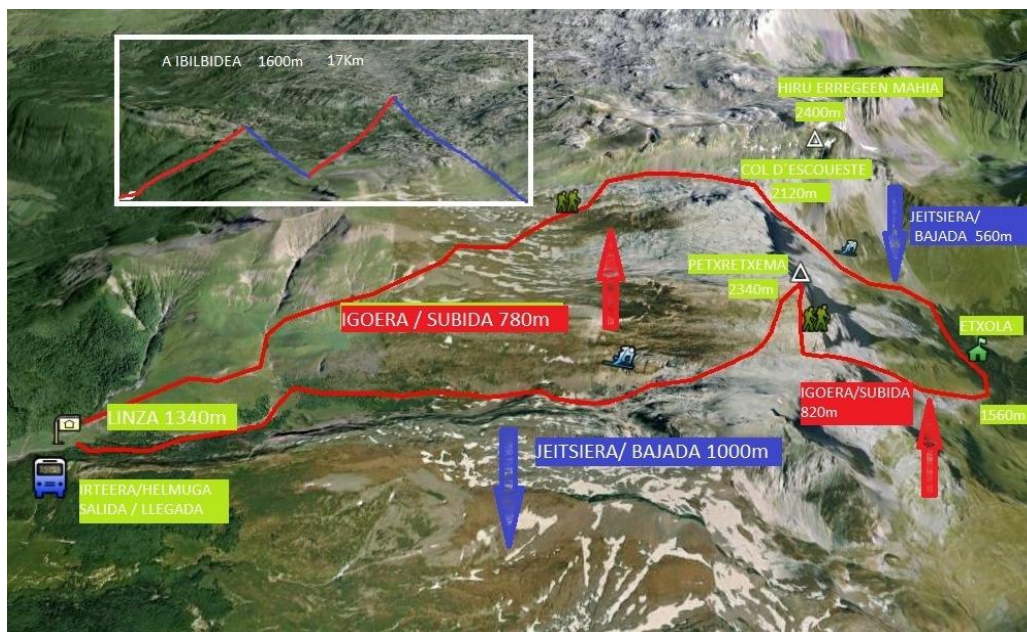 A IBILBIDEA 1600m 17Km
HIRU ERREGEEN MAHIA
2400m
COL D´ESCOUESTE
2120m
JEITSIERA/
BAJADA 560m
PETXRETXEMA
2340m
IGOERA / SUBIDA 780m
ETXOLA
IGOERA/SUBIDA
820m
1560m
LINZA 1340m
JEITSIERA/ BAJADA 1000m
IRTEERA/HELMUGA
SALIDA / LLEGADA